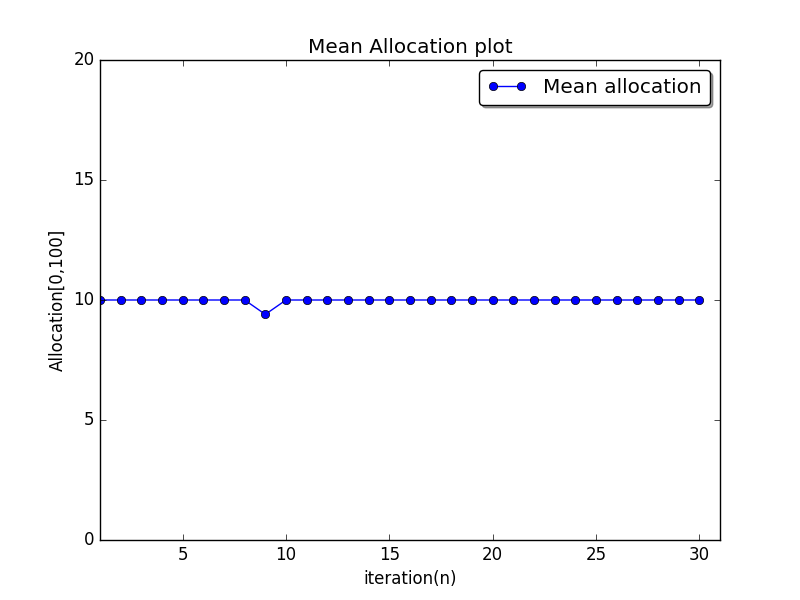 Mean Allocation plot
Mean allocation
20
15
10
5
0
Allocation[0,100]
5 10 15 20 25 30
iteration(n)